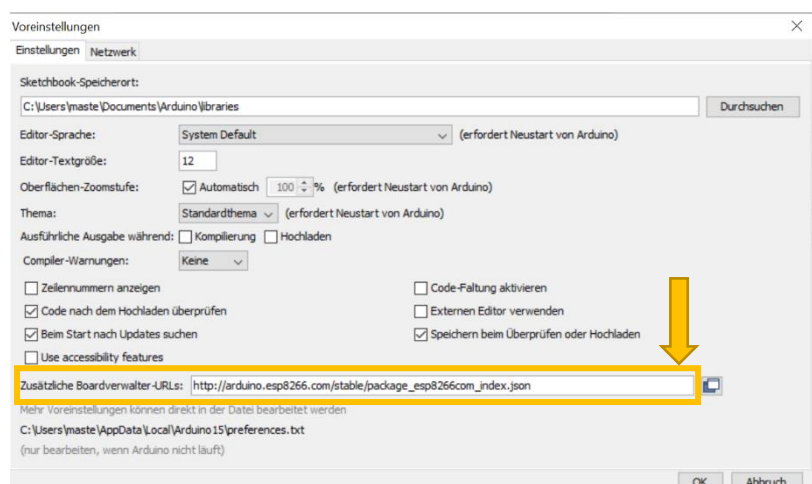 Voreinstellungen
Einstellungen Netzwerk
Sketchbook-Speicherort:
C:\Users\maste\Documents\Arduino\libraries Durchsuchen
Editor-Sprache: System Default (erfordert Neustart von Arduino)
Editor-Textgröße: 12
Oberflächen-Zoomstufe: Automatisch 100 % (erfordert Neustart von Arduino)
Thema: Standardthema (erfordert Neustart von Arduino)
Ausführliche Ausgabe während: Kompilierung Hochladen
Compiler-Warnungen: Keine
Zeilennummern anzeigen Code-Faltung aktivieren
Code nach dem Hochladen überprüfen Externen Editor verwenden
Beim Start nach Updates suchen Speichern beim Überprüfen oder Hochladen
Use accessibility features
Zusätzliche Boardverwalter-URLs: http://arduino.esp8266.com/stable/package_esp8266com_index.json
Mehr Voreinstellungen können direkt in der Datei bearbeitet werden
C:\Users\maste\AppData\Local\Arduino15\preferences.txt
(nur bearbeiten, wenn Arduino nicht läuft)
OK Abbruch